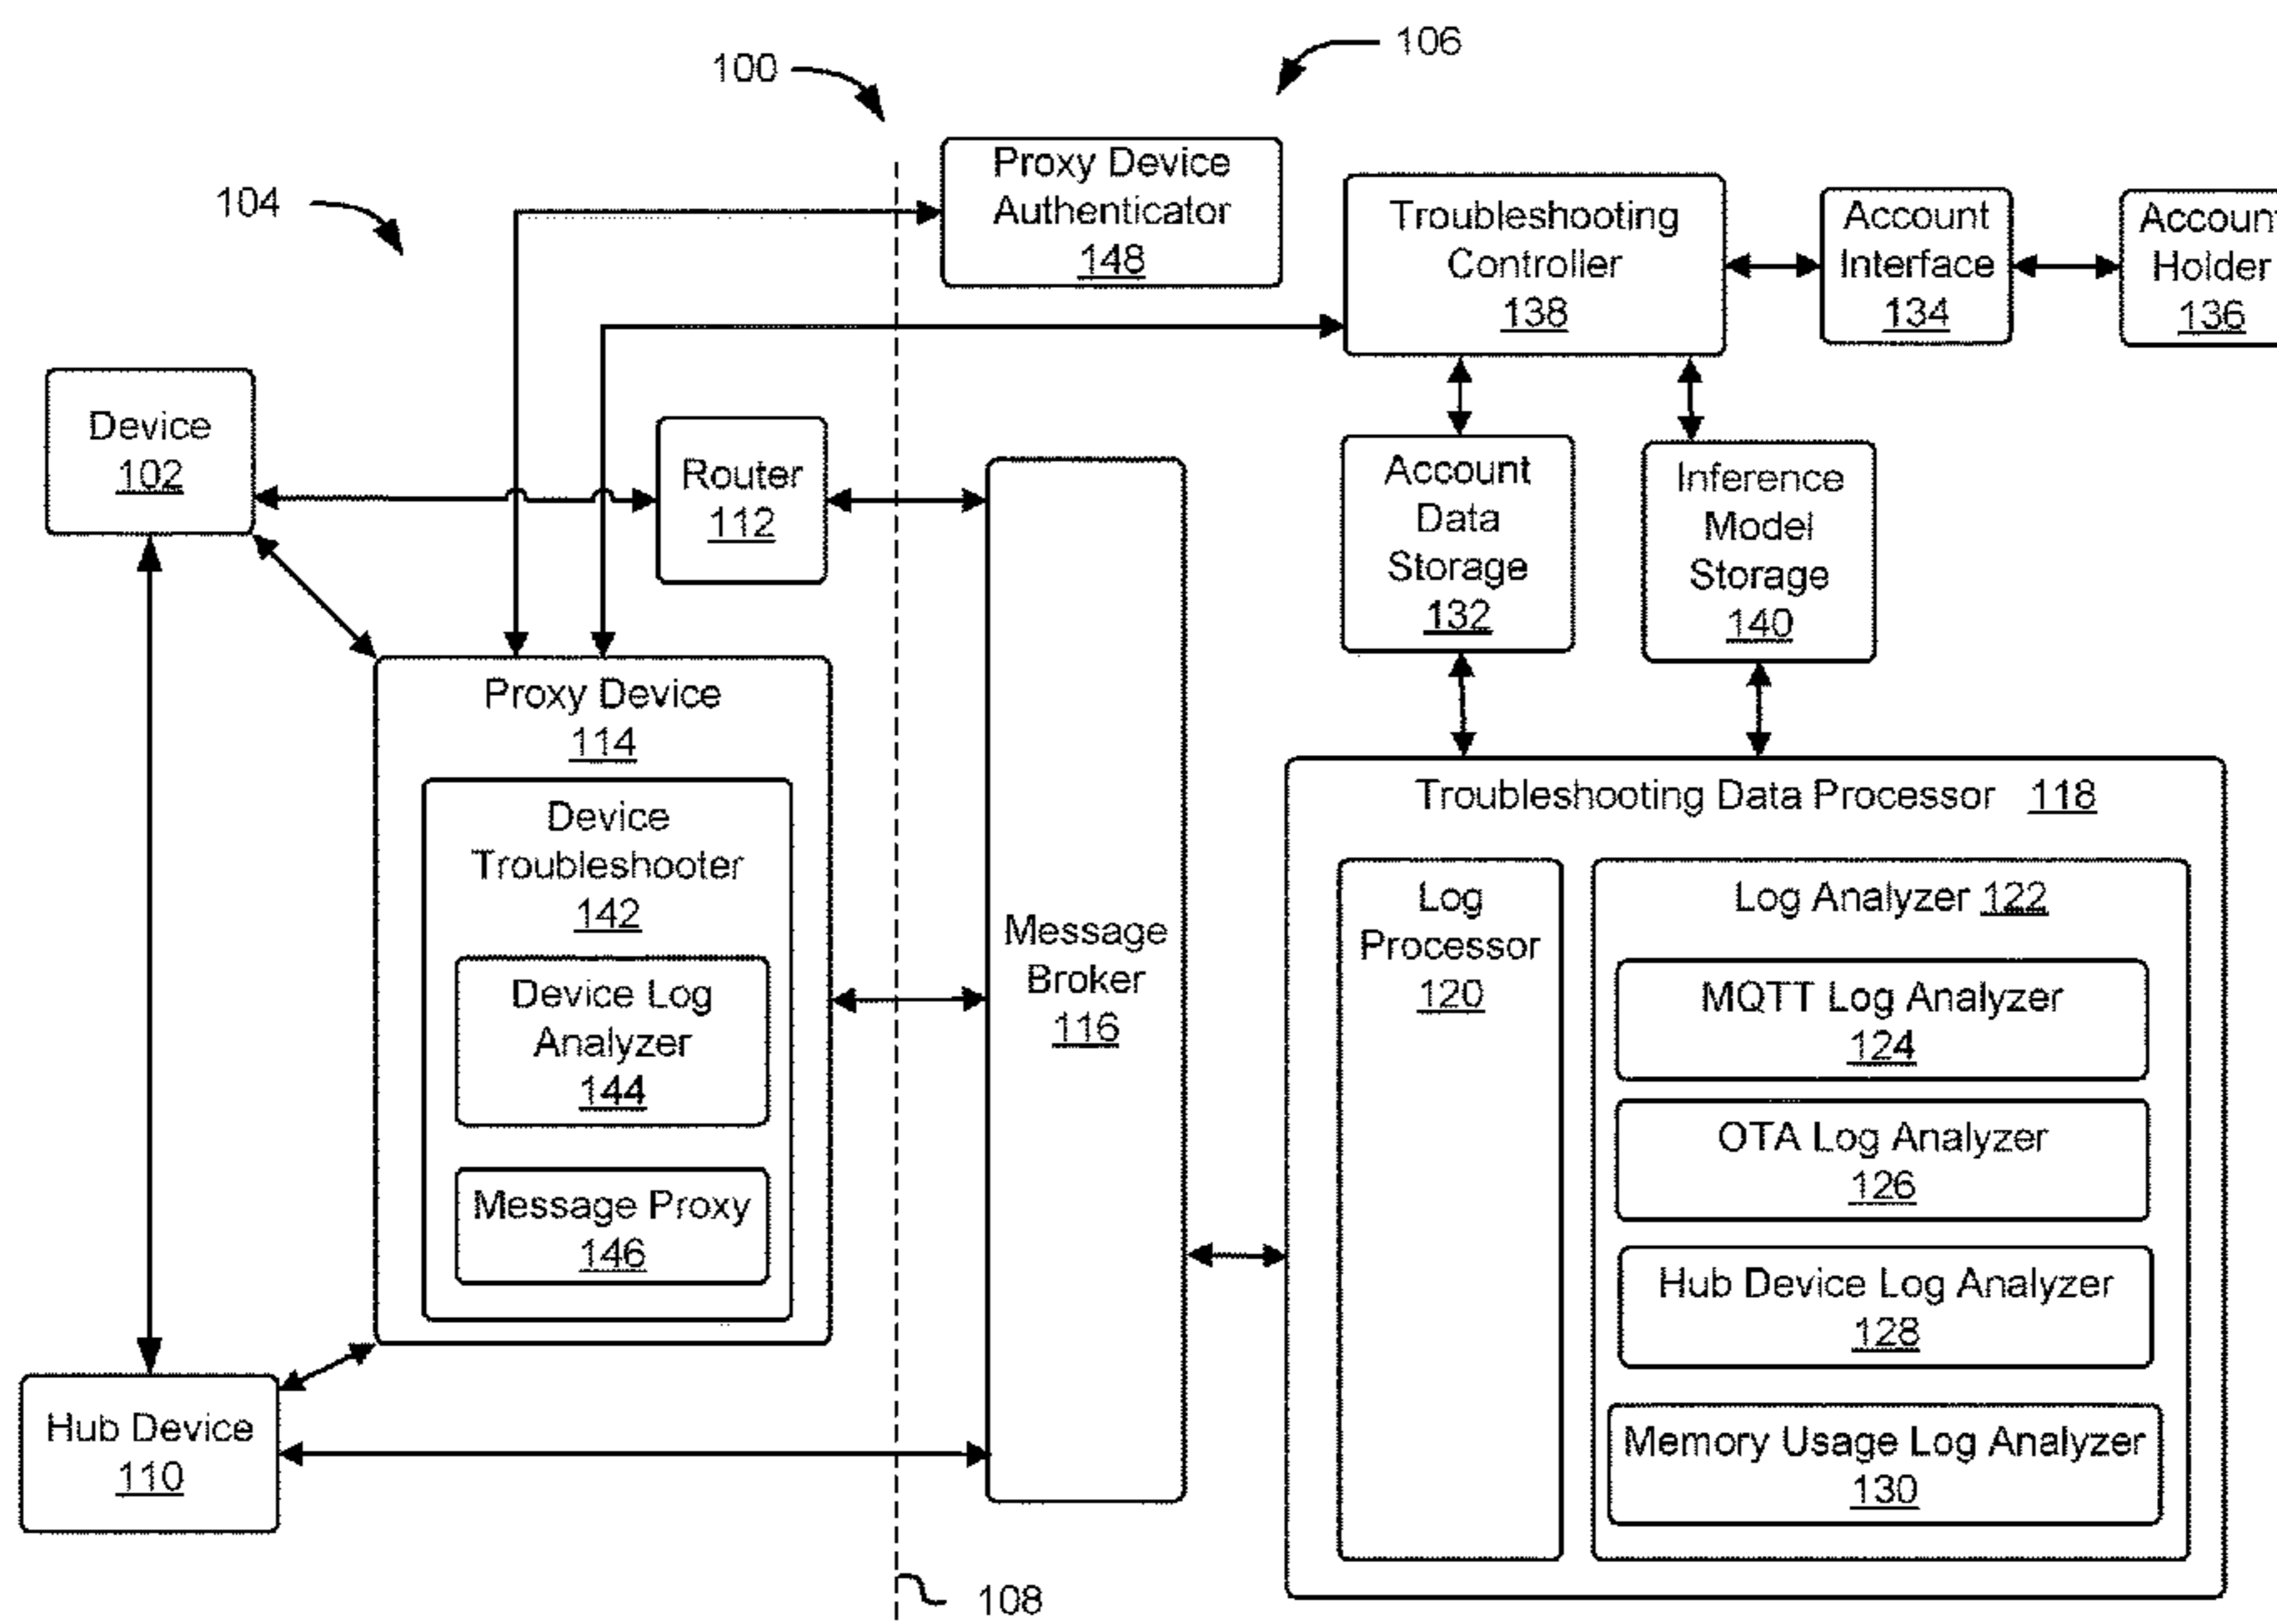 106
100
Proxy Device
Authenticator
148
104
Troubleshooting
Controller
138
Account
Interface
134
Account
Holder
136
Device
102
Router
112
Account
Data
Storage
132
Inference
Model
Storage
140
Proxy Device
114
Device
Troubleshooter
142
Device Log
Analyzer
144
Message Proxy
146
Message
Broker
116
Troubleshooting Data Processor 118
Log
Processor
120
Log Analyzer 122
MQTT Log Analyzer
124
OTA Log Analyzer
126
Hub Device Log Analyzer
128
Memory Usage Log Analyzer
130
Hub Device
110
108